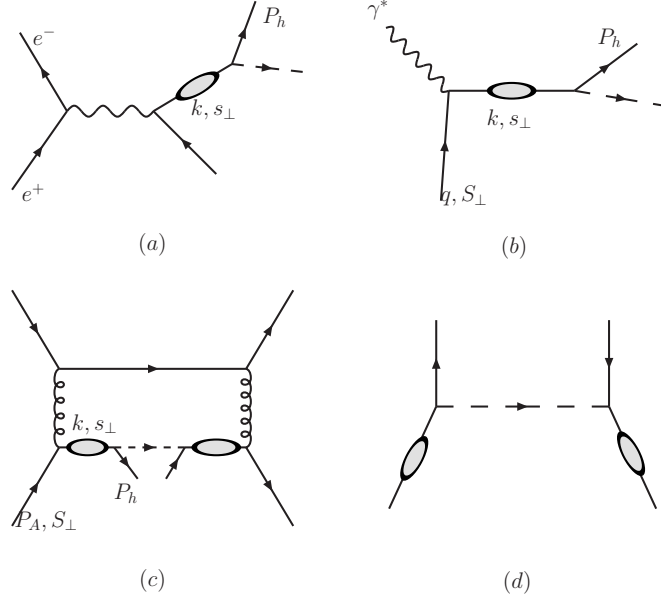 e⁻
P_h
k, s_⊥
e⁺
(a)
γ*
P_h
k, s_⊥
q, S_⊥
(b)
k, s_⊥
P_h
P_A, S_⊥
(c)
(d)